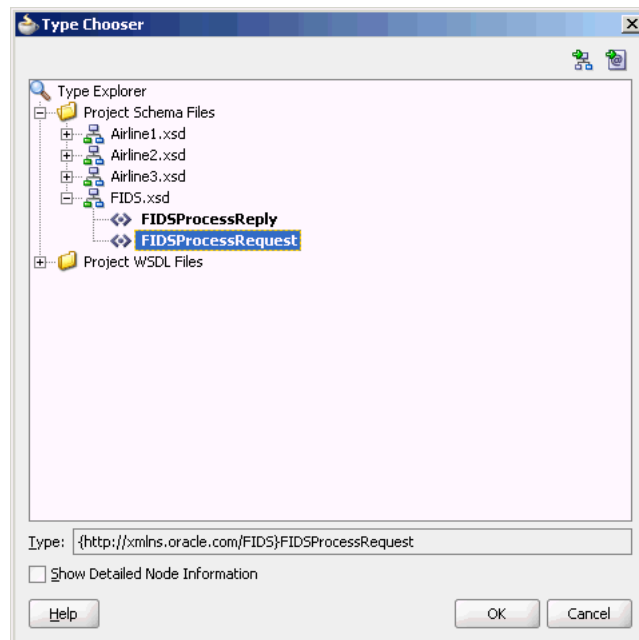 Type Chooser
Type Explorer
Project Schema Files
Airline1.xsd
Airline2.xsd
Airline3.xsd
FIDS.xsd
FIDSProcessReply
FIDSProcessRequest
Project WSDL Files
Type: {http://xmlns.oracle.com/FIDS}FIDSProcessRequest
Show Detailed Node Information
Help OK Cancel